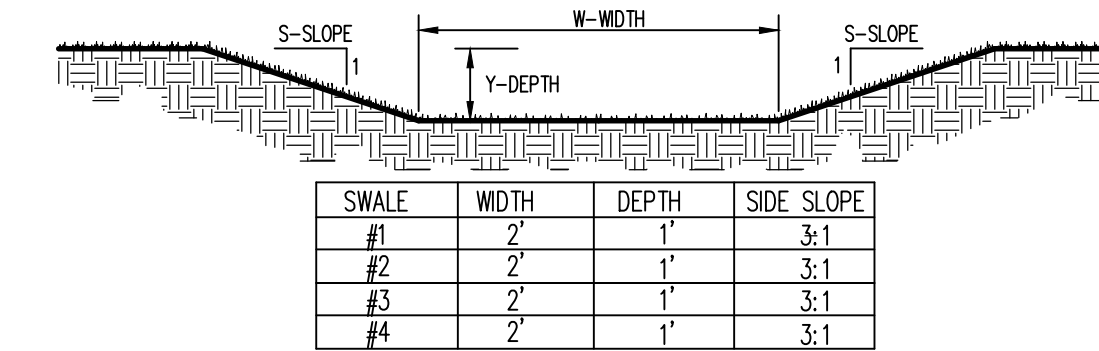 W-WIDTH
S-SLOPE S-SLOPE
1 Y-DEPTH 1
SWALE WIDTH DEPTH SIDE SLOPE
#1 2' 1' 3:1
#2 2' 1' 3:1
#3 2' 1' 3:1
#4 2' 1' 3:1